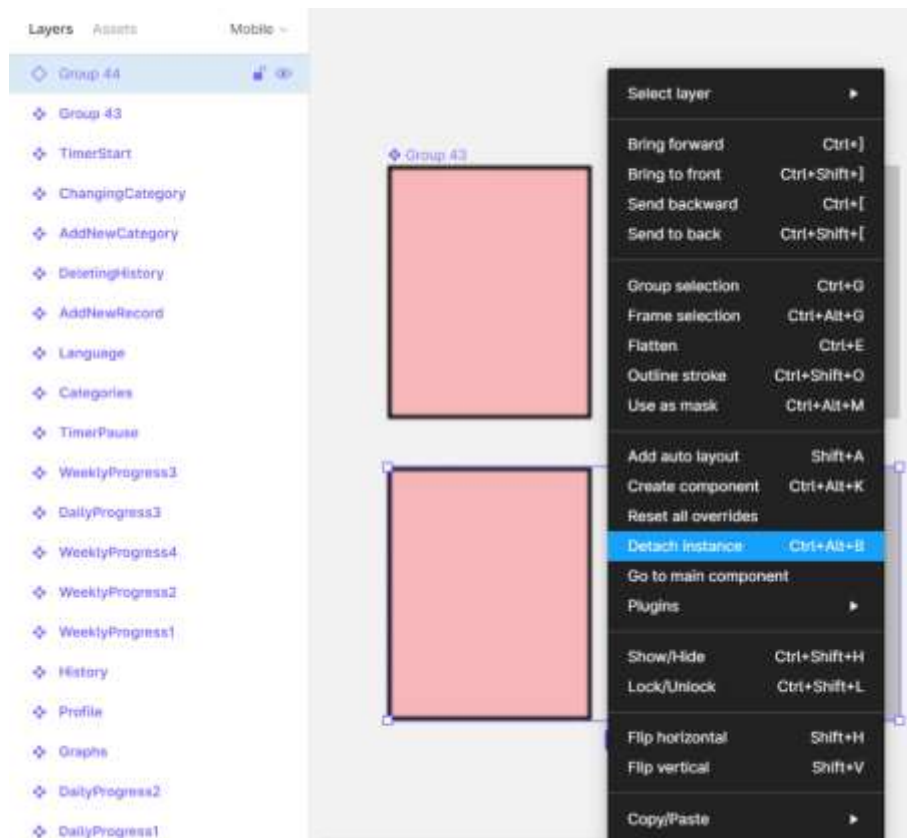 Layers Assets Mobile
Group 44
Group 43
TimerStart
ChangingCategory
AddNewCategory
DeletingHistory
AddNewRecord
Language
Categories
TimerPause
WeeklyProgress3
DailyProgress3
WeeklyProgress4
WeeklyProgress2
WeeklyProgress1
History
Profile
Graphs
DailyProgress2
DailyProgress1
Group 43
Select layer
Bring forward Ctrl+]
Bring to front Ctrl+Shift+]
Send backward Ctrl+[
Send to back Ctrl+Shift+[
Group selection Ctrl+G
Frame selection Ctrl+Alt+G
Flatten Ctrl+E
Outline stroke Ctrl+Shift+O
Use as mask Ctrl+Alt+M
Add auto layout Shift+A
Create component Ctrl+Alt+K
Reset all overrides
Detach instance Ctrl+Alt+B
Go to main component
Plugins
Show/Hide Ctrl+Shift+H
Lock/Unlock Ctrl+Shift+L
Flip horizontal Shift+H
Flip vertical Shift+V
Copy/Paste